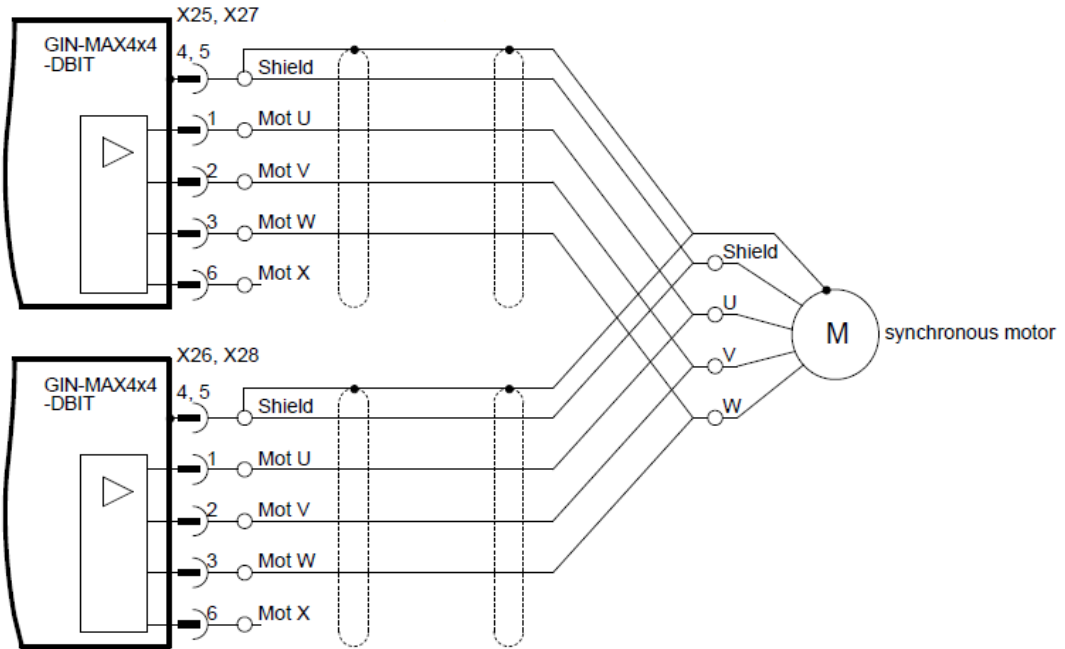 X25, X27
GIN-MAX4x4
-DBIT
4, 5
Shield
1
Mot U
2
Mot V
3
Mot W
6
Mot X
Shield
U
V
W
M
synchronous motor
X26, X28
GIN-MAX4x4
-DBIT
4, 5
Shield
1
Mot U
2
Mot V
3
Mot W
6
Mot X